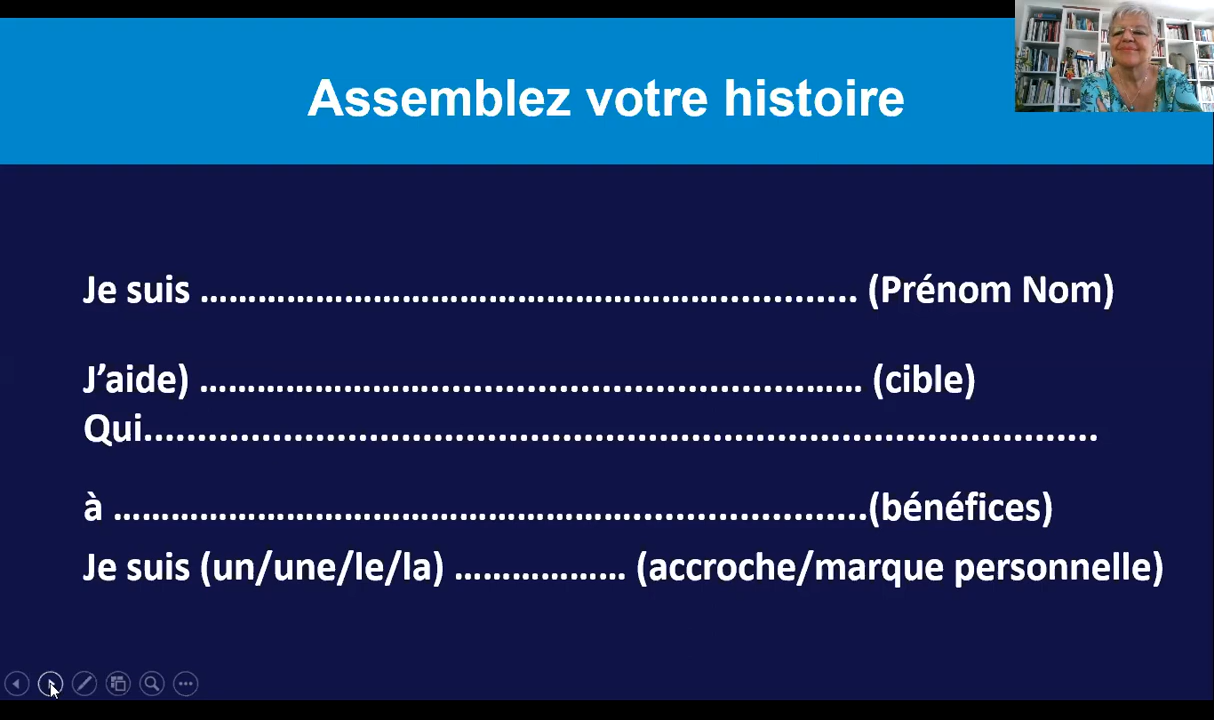 Assemblez votre histoire
Je suis ………………………………………………............ (Prénom Nom)
J’aide) ……………………...................................…… (cible)
Qui.........................................................................................
à ………………………………………………......................(bénéfices)
Je suis (un/une/le/la) ……………… (accroche/marque personnelle)